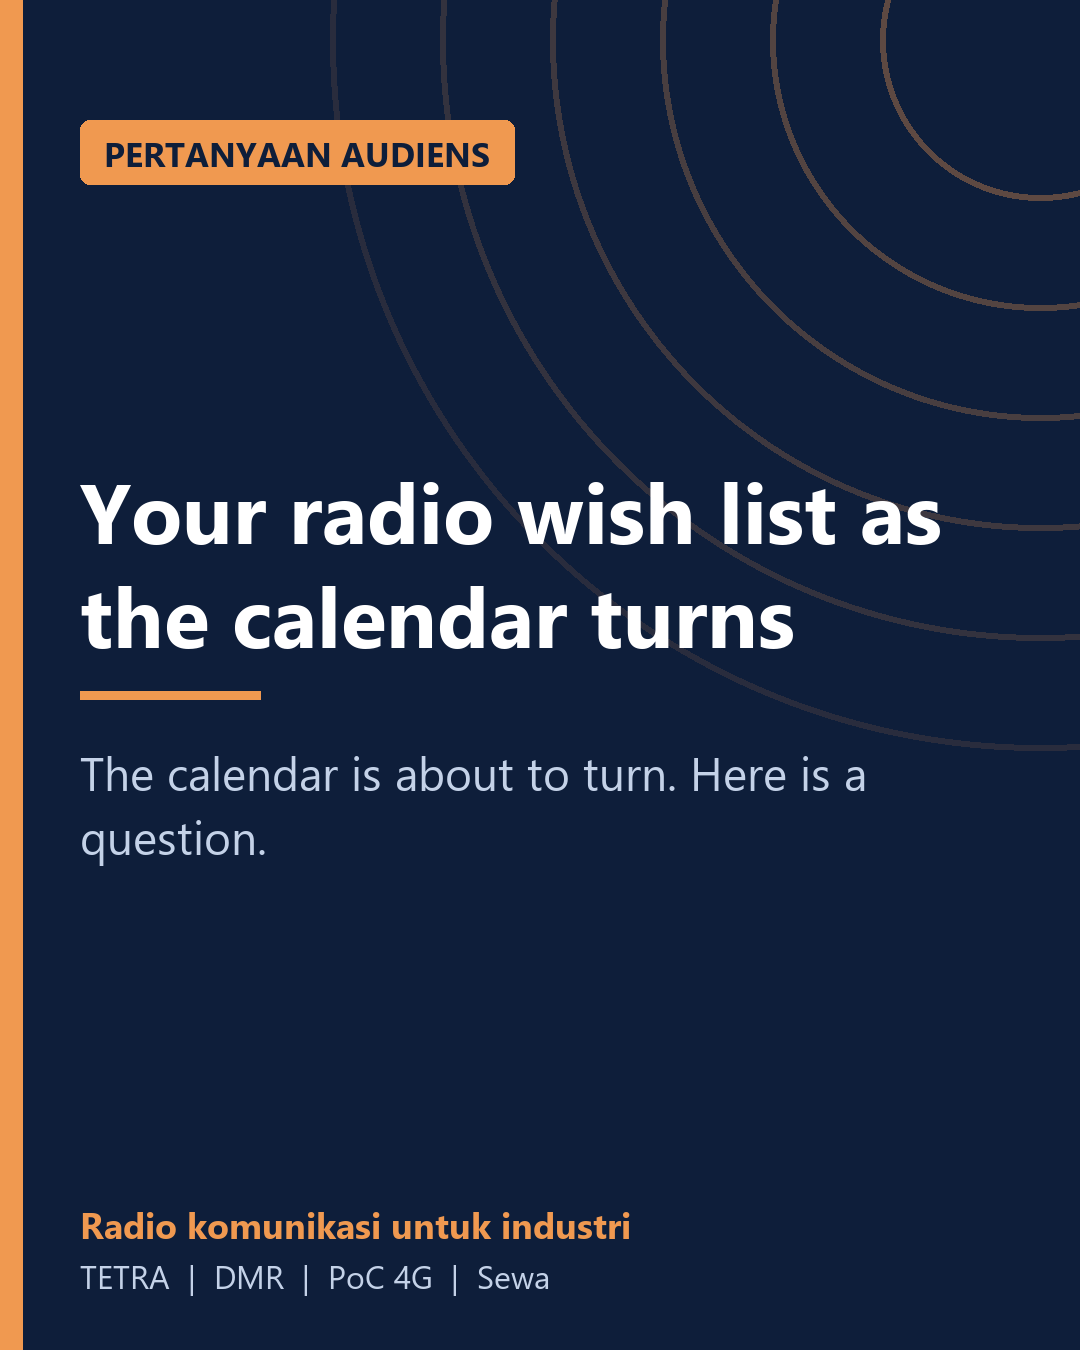 PERTANYAAN AUDIENS
Your radio wish list as
the calendar turns
The calendar is about to turn. Here is a
question.
Radio komunikasi untuk industri
TETRA | DMR | PoC 4G | Sewa